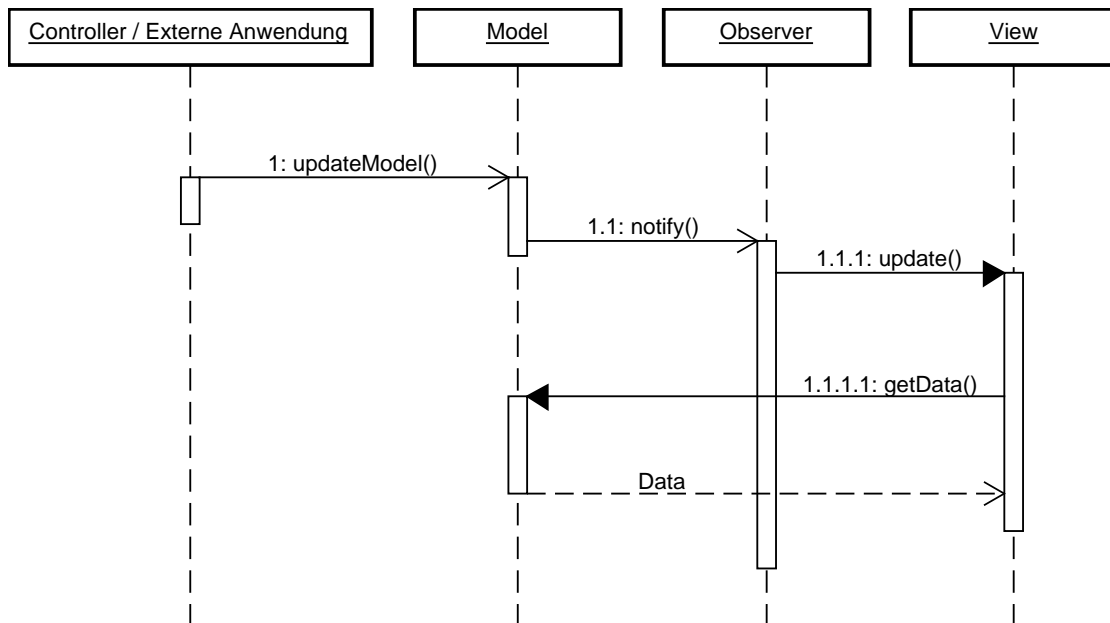 Controller / Externe Anwendung
Model
Observer
View
1: updateModel()
1.1: notify()
1.1.1: update()
1.1.1.1: getData()
Data